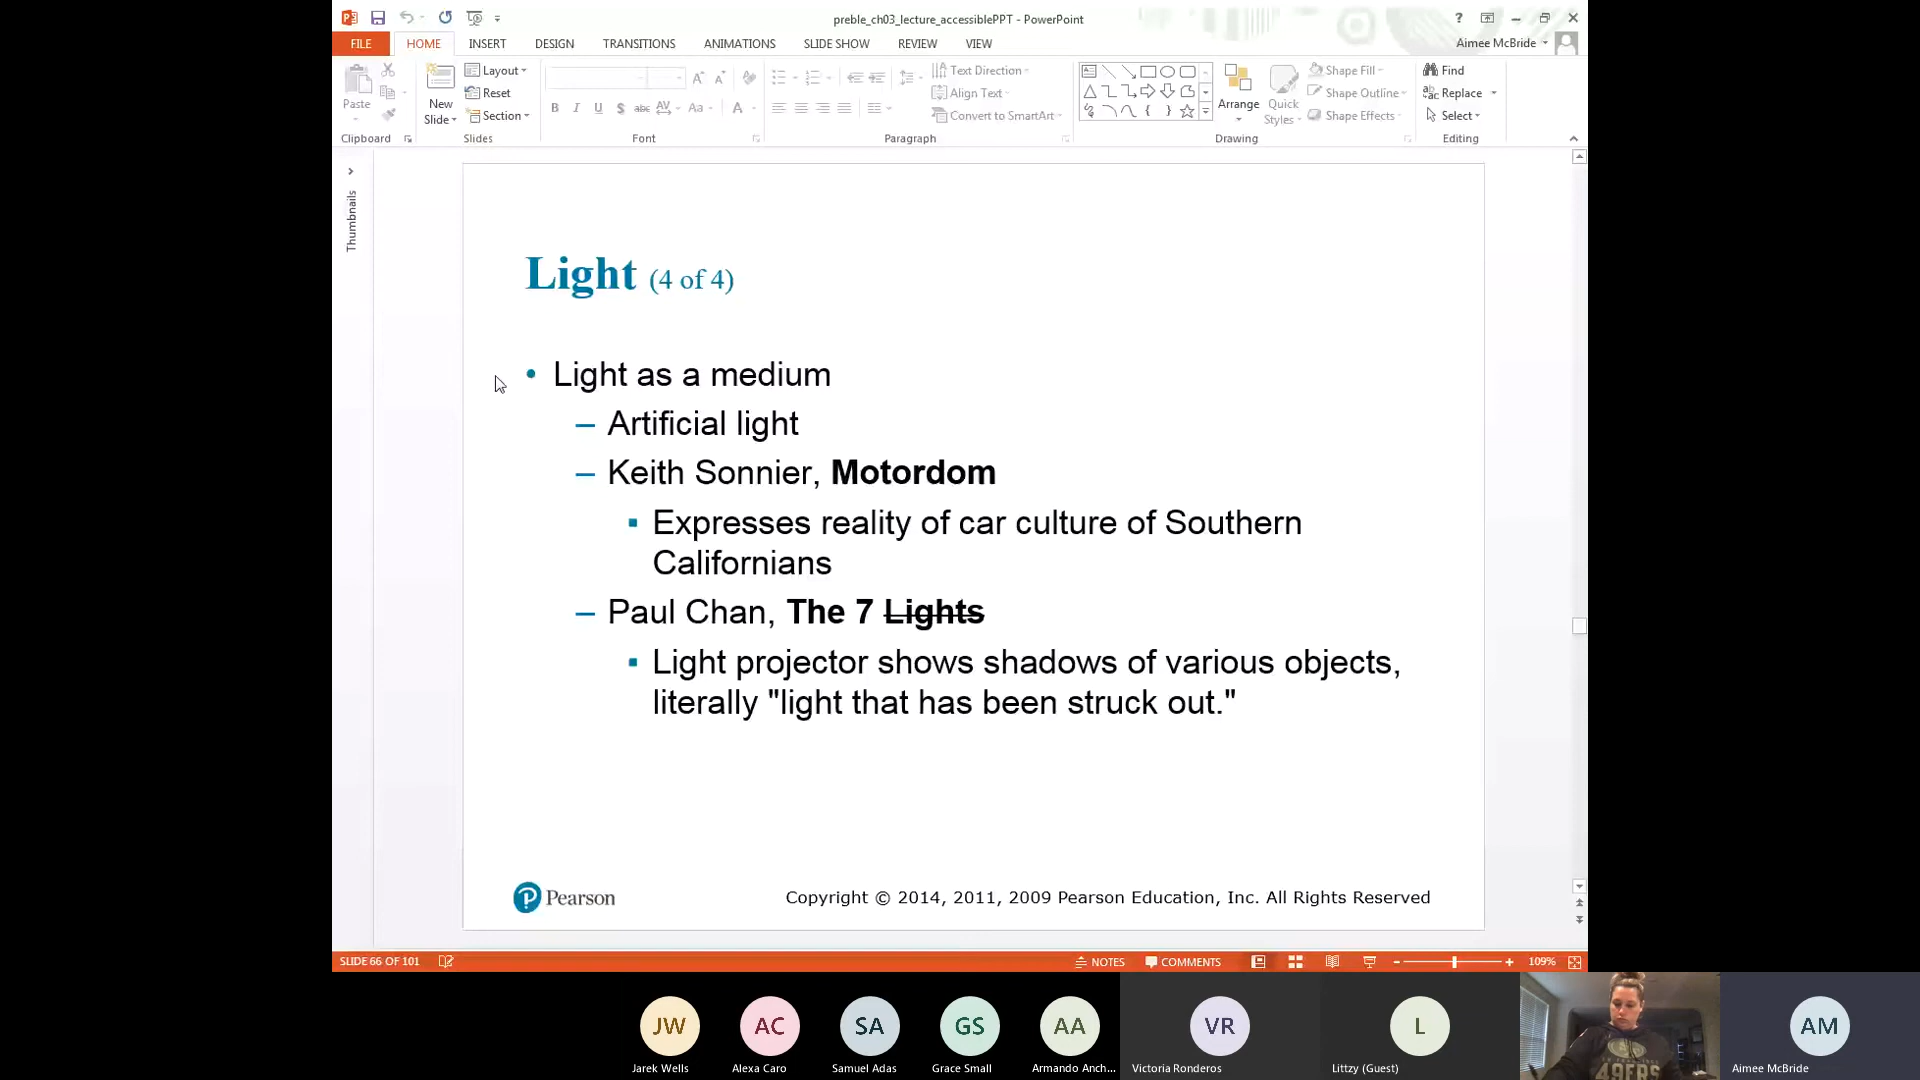 preble_ch03_lecture_accessiblePPT - PowerPoint
FILE HOME INSERT DESIGN TRANSITIONS ANIMATIONS SLIDE SHOW REVIEW VIEW Aimee McBride
Paste
New Slide
Layout
Reset
Section
B I U S abc AV Aa A
Text Direction
Align Text
Convert to SmartArt
Arrange
Quick Styles
Shape Fill
Shape Outline
Shape Effects
Find
Replace
Select
Clipboard Slides Font Paragraph Drawing Editing
Thumbnails
Light (4 of 4)
• Light as a medium
– Artificial light
– Keith Sonnier, Motordom
▪ Expresses reality of car culture of Southern
Californians
– Paul Chan, The 7 Lights
▪ Light projector shows shadows of various objects,
literally "light that has been struck out."
Pearson
Copyright © 2014, 2011, 2009 Pearson Education, Inc. All Rights Reserved
SLIDE 66 OF 101 NOTES COMMENTS 109%
JW AC SA GS AA VR L AM
Jarek Wells Alexa Caro Samuel Adas Grace Small Armando Anch... Victoria Ronderos Littzy (Guest) Aimee McBride
49ERS